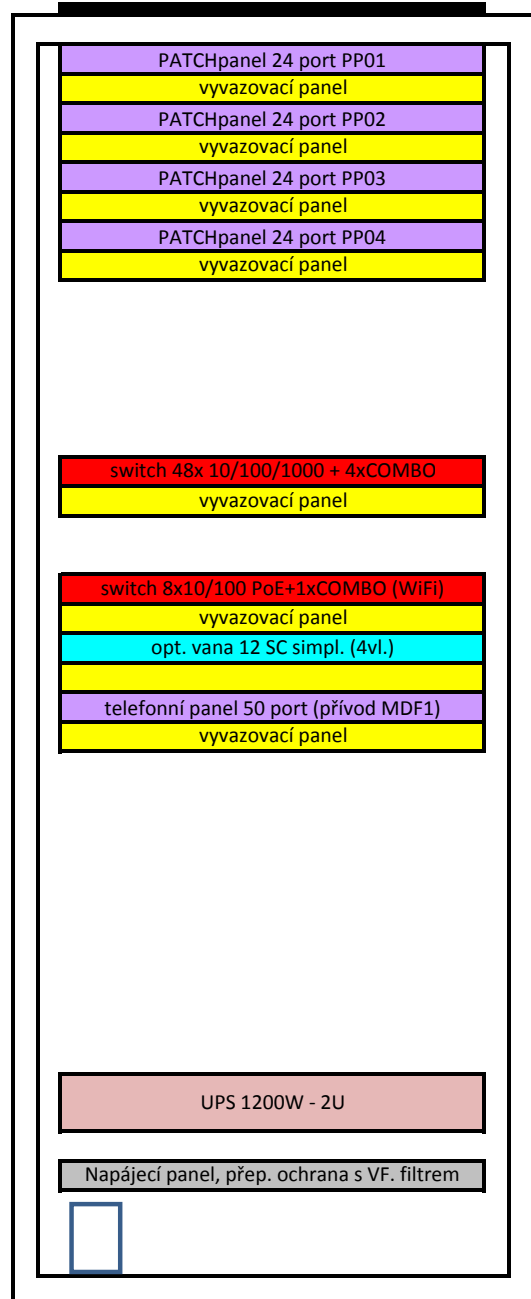 PATCHpanel 24 port PP01
vyvazovací panel
PATCHpanel 24 port PP02
vyvazovací panel
PATCHpanel 24 port PP03
vyvazovací panel
PATCHpanel 24 port PP04
vyvazovací panel
switch 48x 10/100/1000 + 4xCOMBO
vyvazovací panel
switch 8x10/100 PoE+1xCOMBO (WiFi)
vyvazovací panel
opt. vana 12 SC simpl. (4vl.)
telefonní panel 50 port (přívod MDF1)
vyvazovací panel
UPS 1200W - 2U
Napájecí panel, přep. ochrana s VF. filtrem